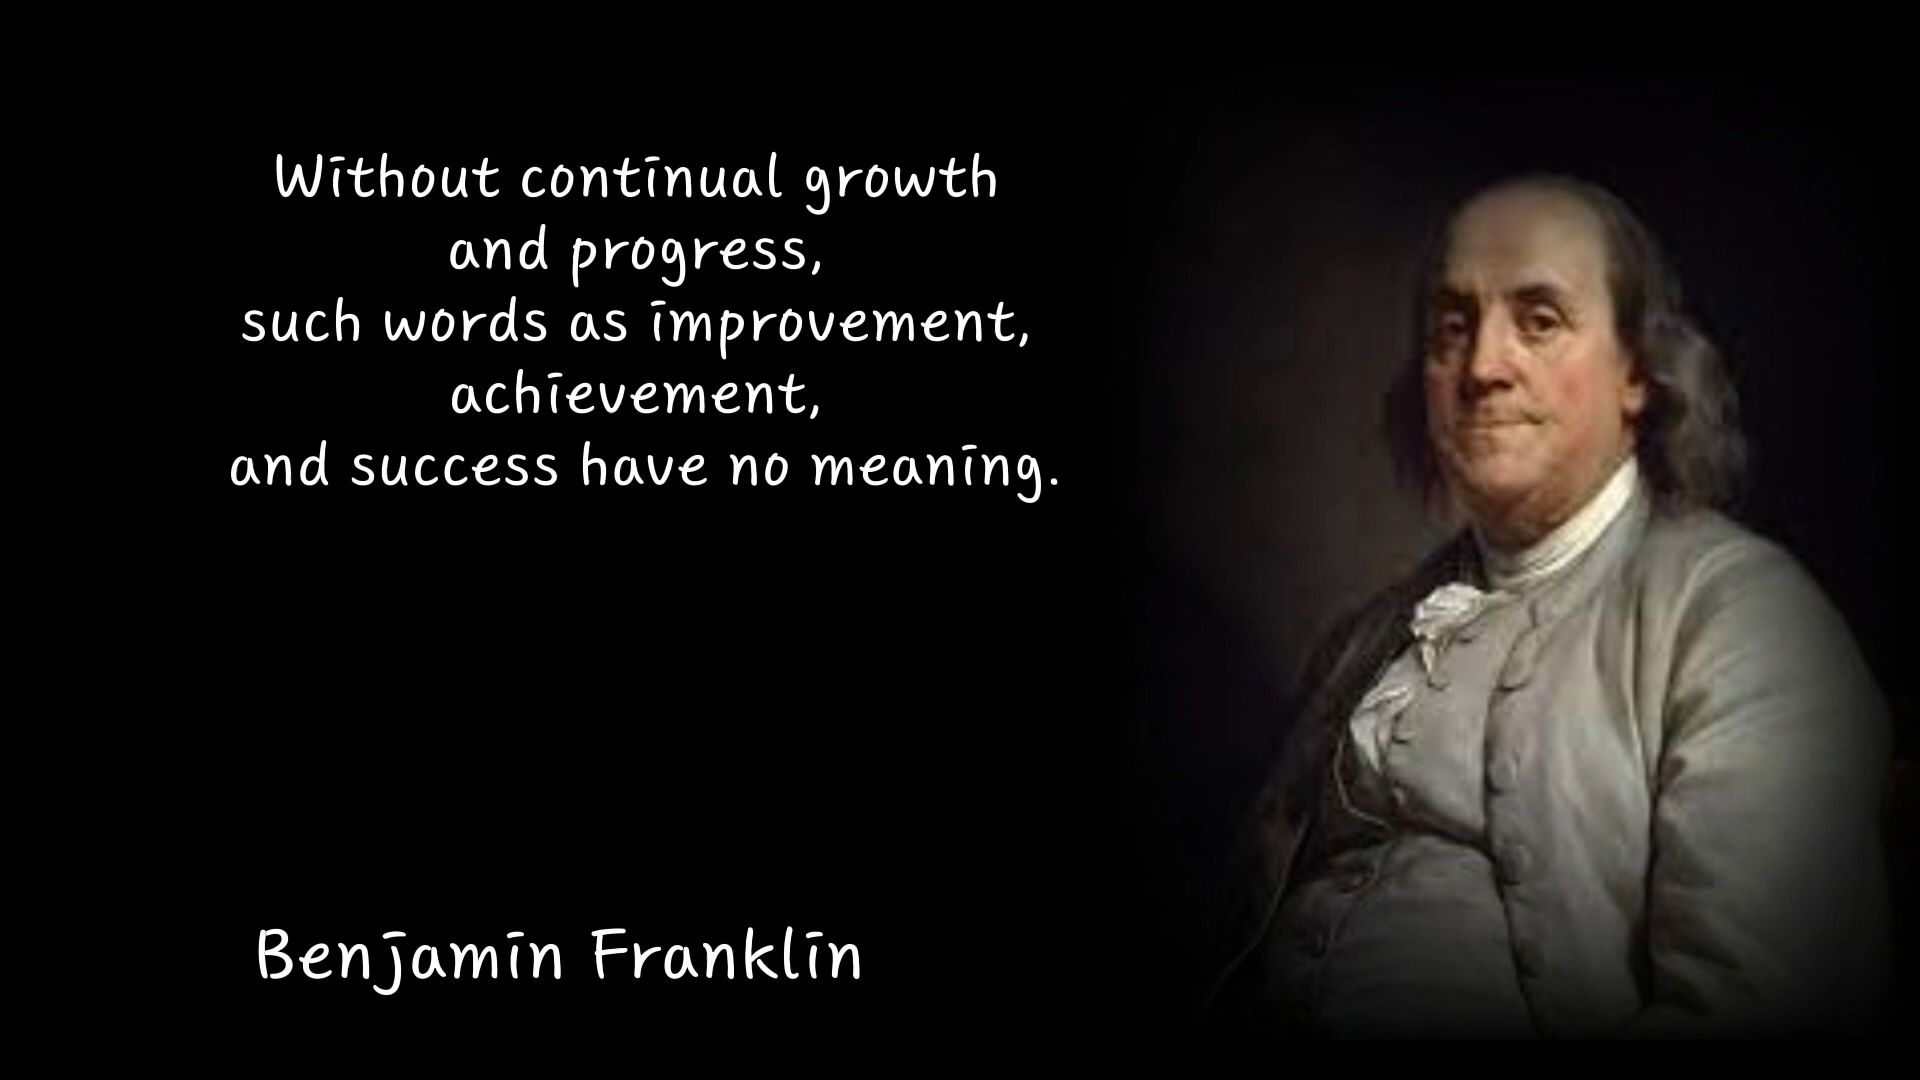 Without continual growth
and progress,
such words as improvement,
achievement,
and success have no meaning.
Benjamin Franklin